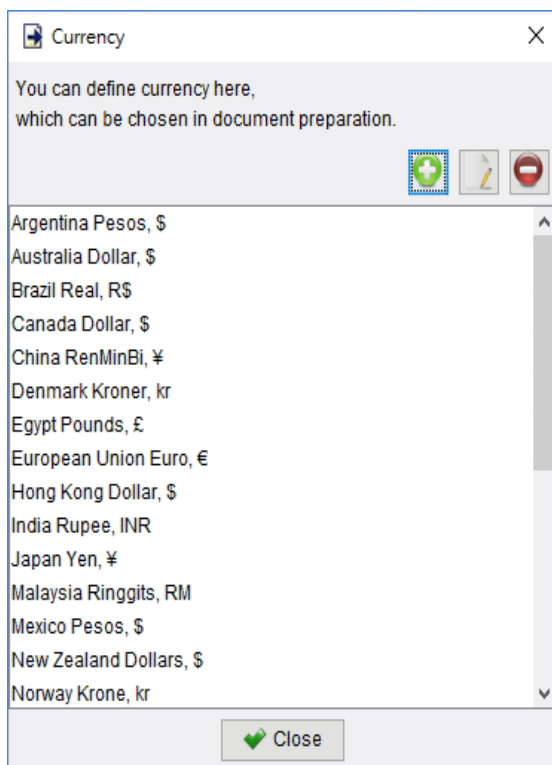 Currency
You can define currency here,
which can be chosen in document preparation.
Argentina Pesos, $
Australia Dollar, $
Brazil Real, R$
Canada Dollar, $
China RenMinBi, ¥
Denmark Kroner, kr
Egypt Pounds, £
European Union Euro, €
Hong Kong Dollar, $
India Rupee, INR
Japan Yen, ¥
Malaysia Ringgits, RM
Mexico Pesos, $
New Zealand Dollars, $
Norway Krone, kr
Close